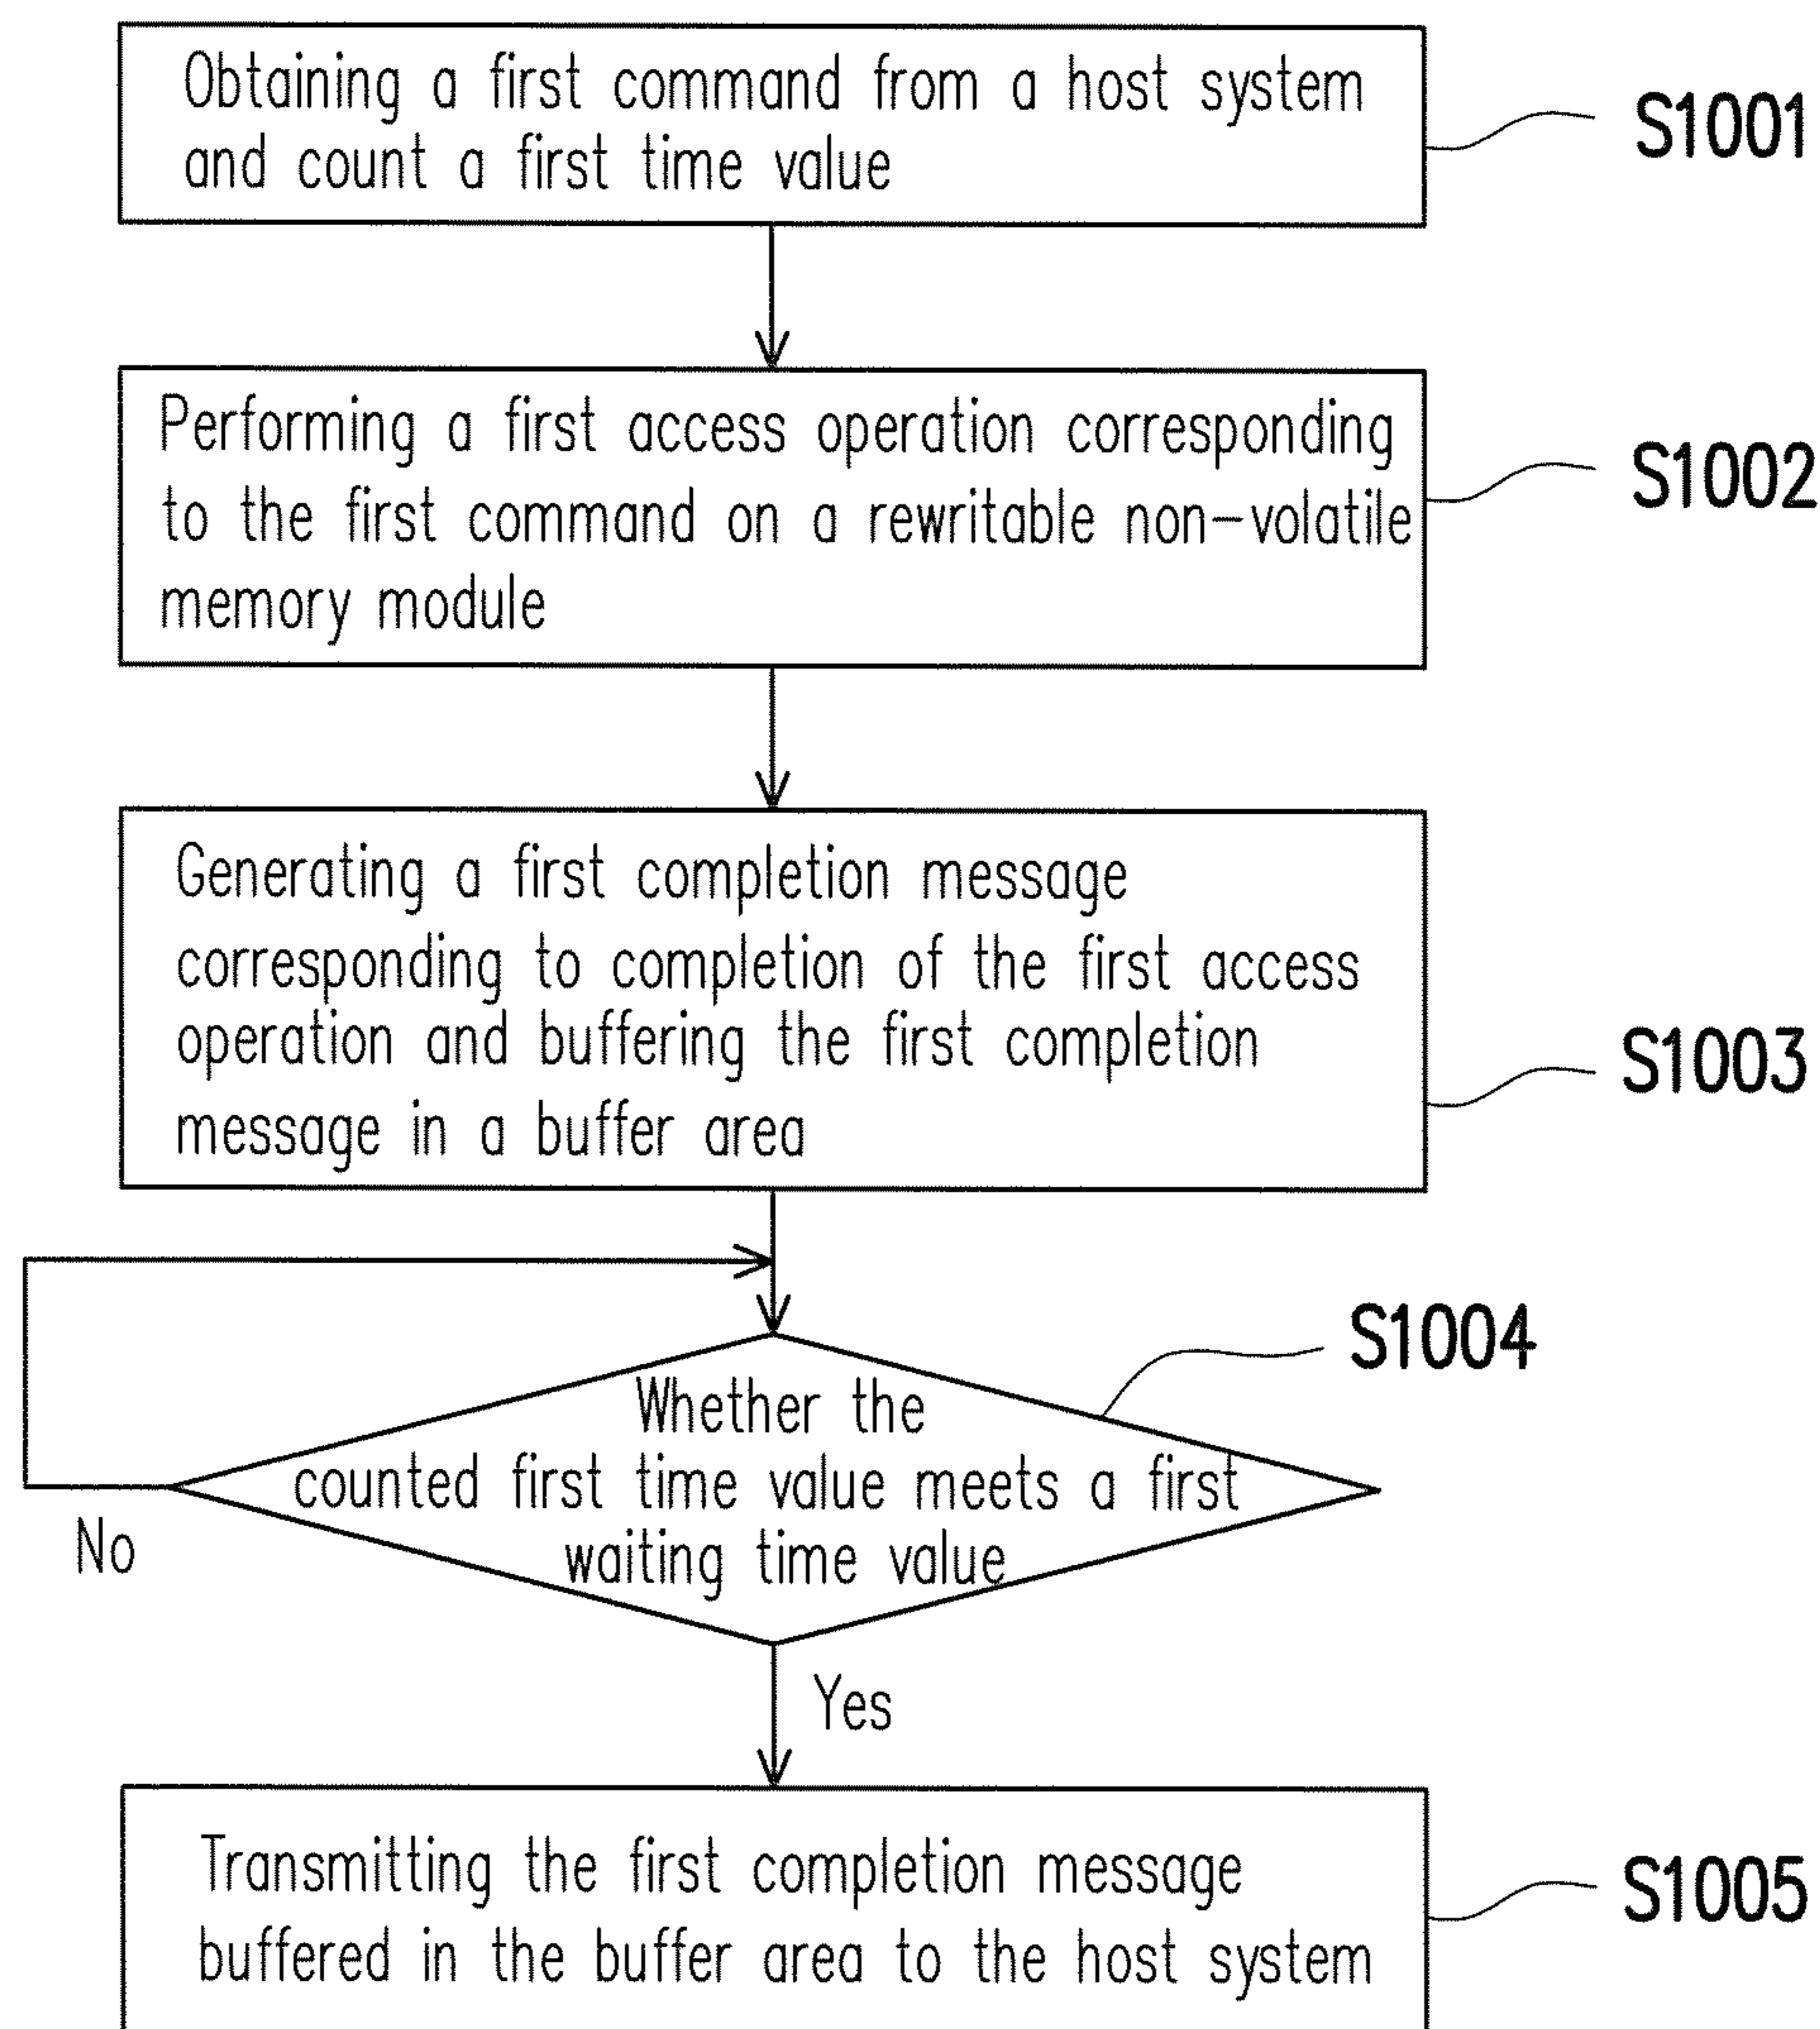 Obtaining a first command from a host system
and count a first time value
S1001
Performing a first access operation corresponding
to the first command on a rewritable non-volatile
memory module
S1002
Generating a first completion message
corresponding to completion of the first access
operation and buffering the first completion
message in a buffer area
S1003
S1004
Whether the
counted first time value meets a first
waiting time value
No
Yes
Transmitting the first completion message
buffered in the buffer area to the host system
S1005